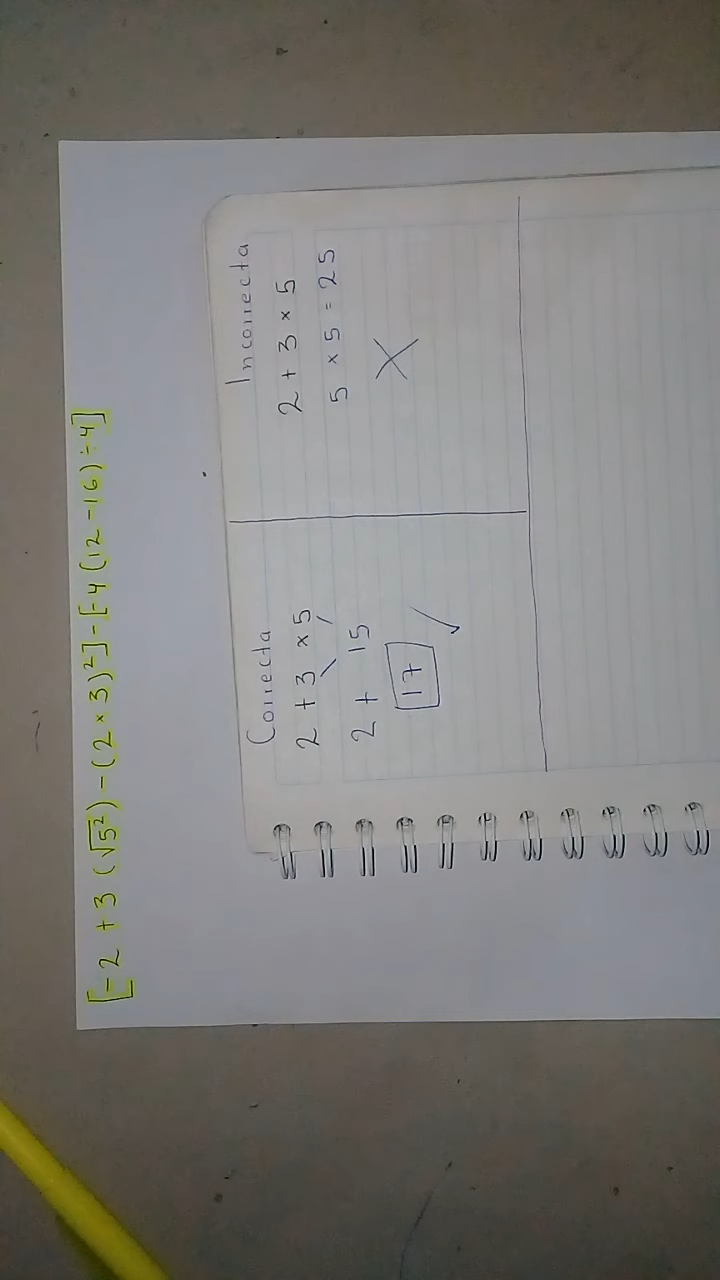 [-2 + 3 (√5²) - (2 × 3)²] - [-4 (12 - 16) ÷ 4]
Correcta
2 + 3 × 5
2 + 15
17
Incorrecta
2 + 3 × 5
5 × 5 = 25